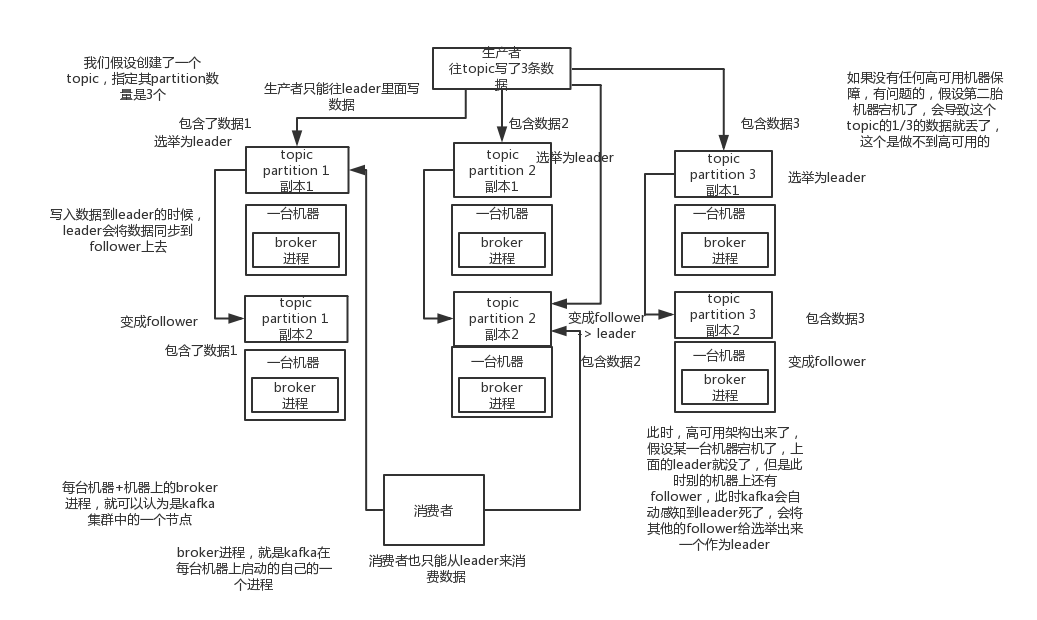 生产者
往topic写了3条数
据
我们假设创建了一个
topic，指定其partition数
量是3个
生产者只能往leader里面写
数据
如果没有任何高可用机器保
障，有问题的，假设第二胎
机器宕机了，会导致这个
topic的1/3的数据就丢了，
这个是做不到高可用的
包含了数据1
选举为leader
包含数据2
选举为leader
包含数据3
topic
partition 1
副本1
topic
partition 2
副本1
topic
partition 3
副本1
选举为leader
写入数据到leader的时候，
leader会将数据同步到
follower上去
一台机器
broker
进程
一台机器
broker
进程
一台机器
broker
进程
变成follower
topic
partition 1
副本2
topic
partition 2
副本2
变成follower
-> leader
topic
partition 3
副本2
包含数据3
包含了数据1
一台机器
broker
进程
一台机器
broker
进程
包含数据2
一台机器
broker
进程
变成follower
此时，高可用架构出来了，
假设某一台机器宕机了，上
面的leader就没了，但是此
时别的机器上还有
follower，此时kafka会自
动感知到leader死了，会将
其他的follower给选举出来
一个作为leader
每台机器+机器上的broker
进程，就可以认为是kafka
集群中的一个节点
消费者
broker进程，就是kafka在
每台机器上启动的自己的一
个进程
消费者也只能从leader来消
费数据